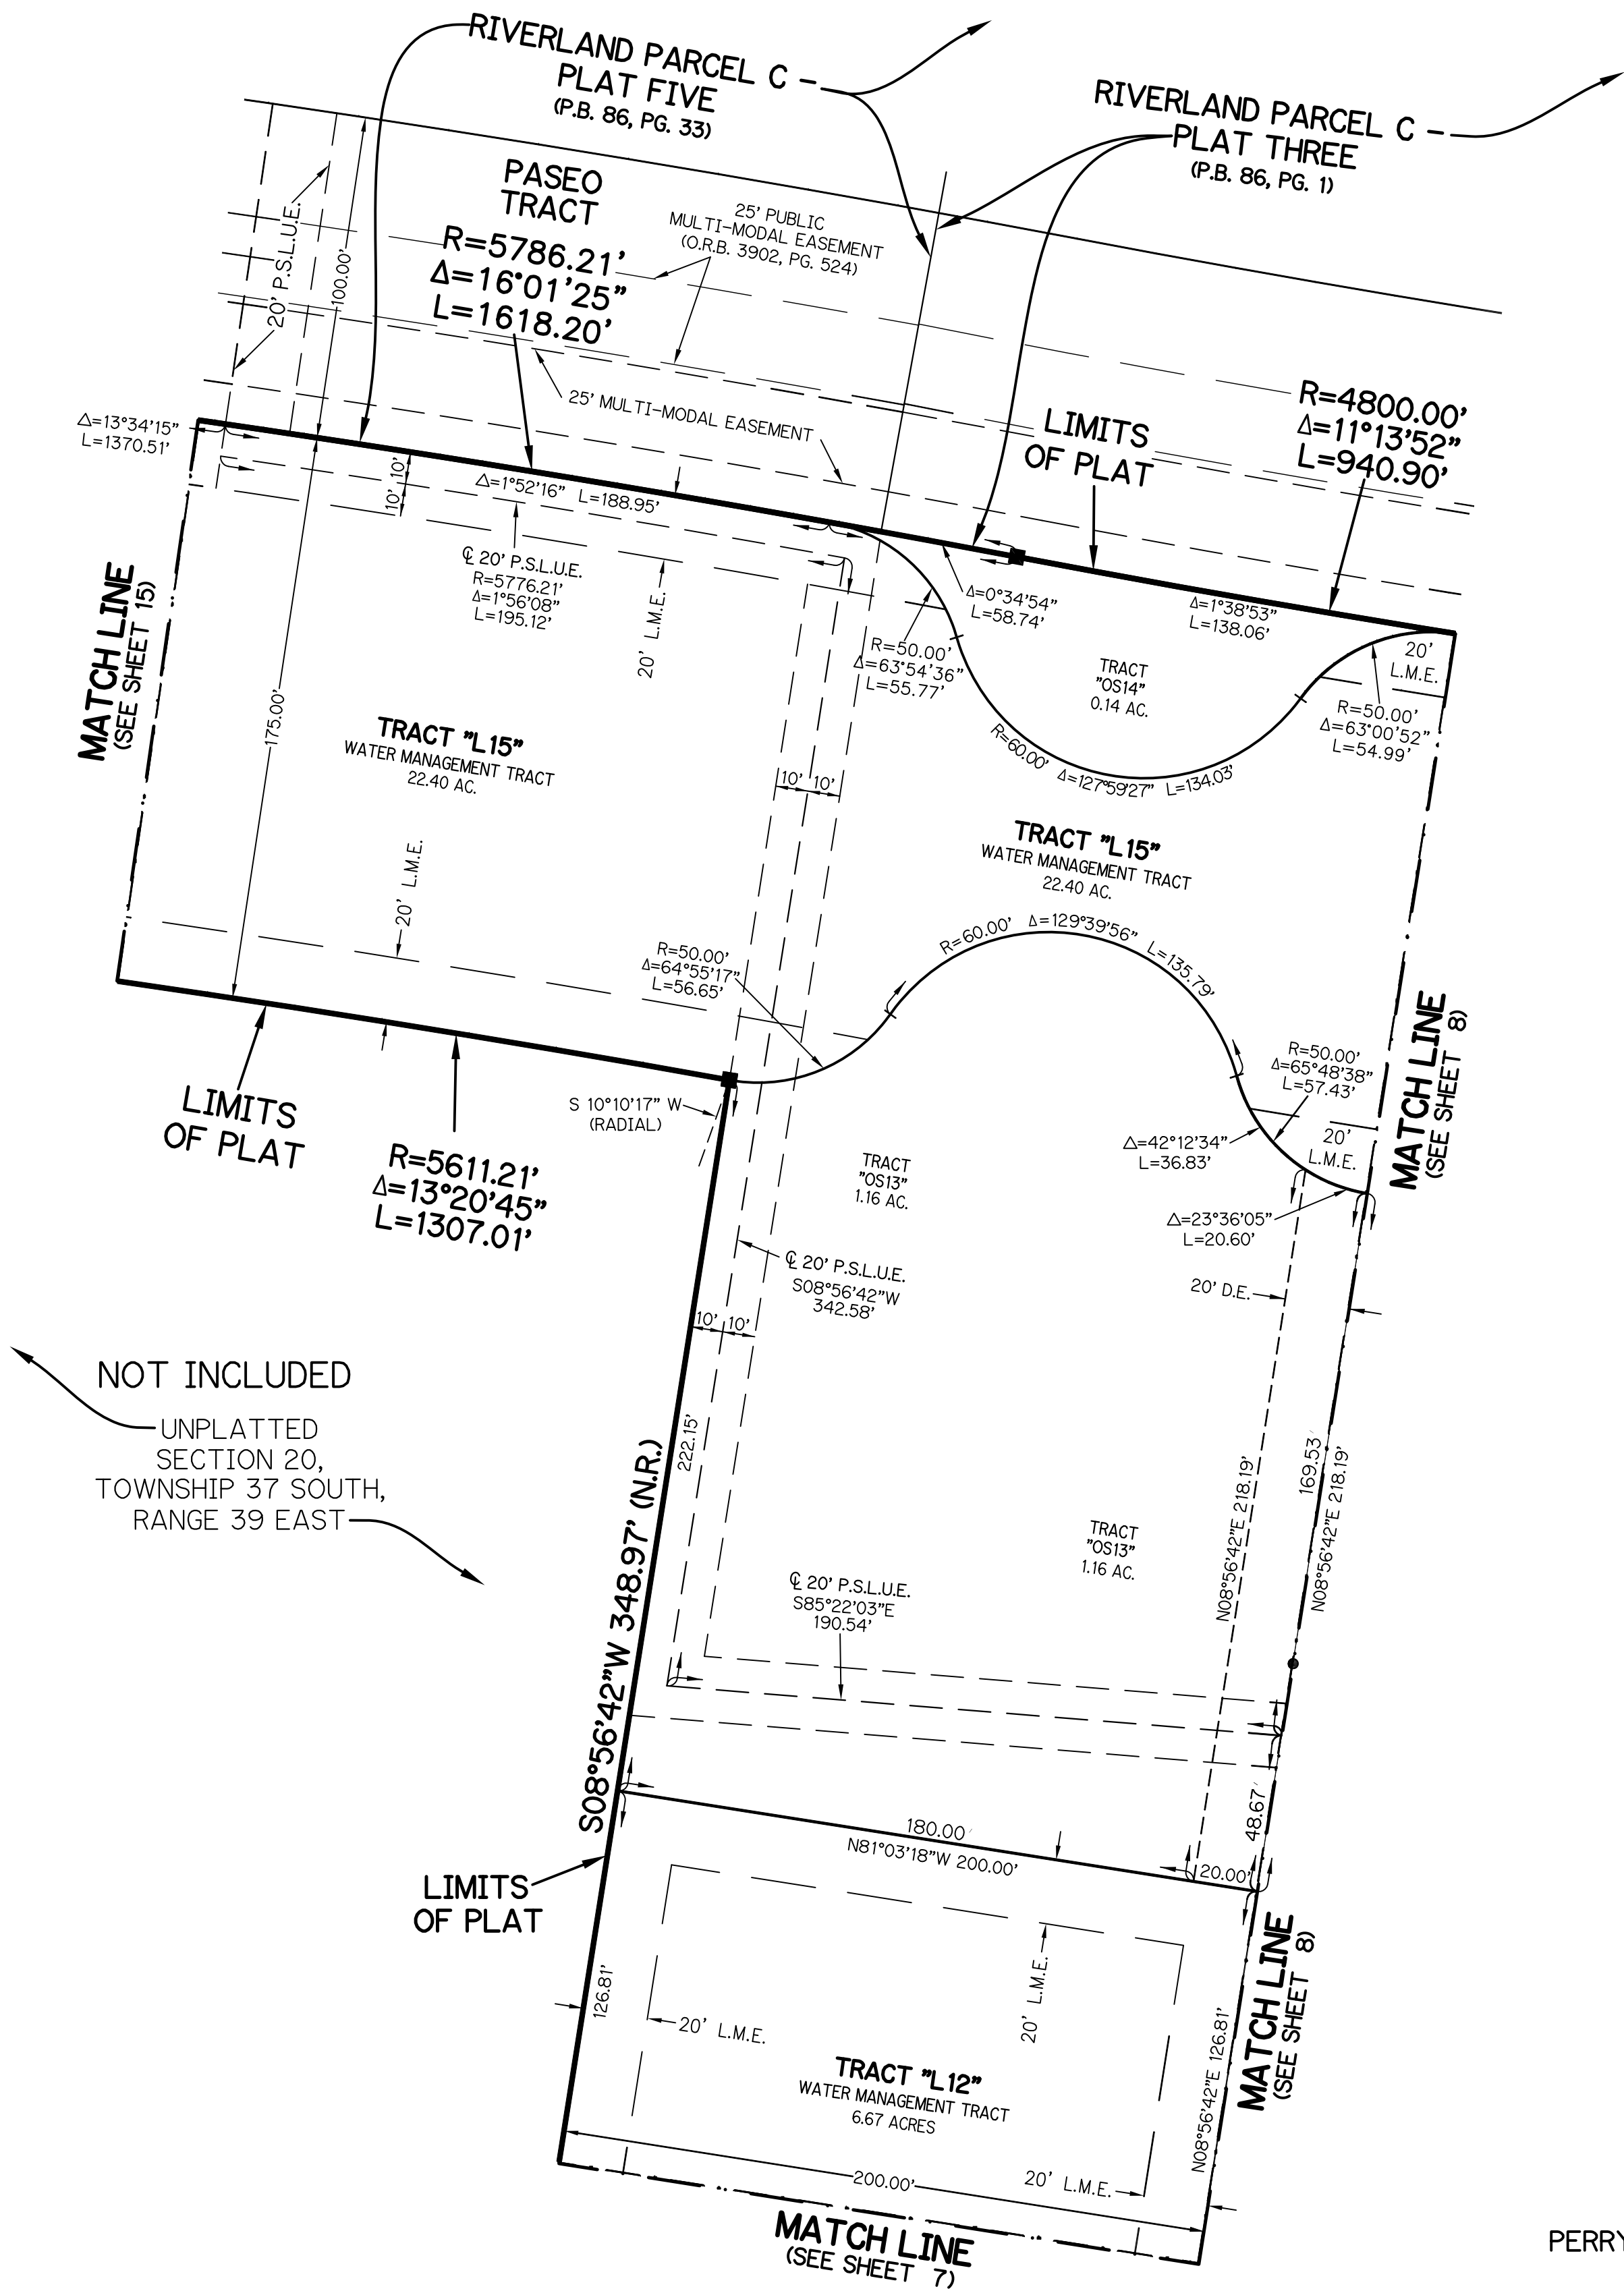 RIVERLAND PARCEL C -
PLAT FIVE
(P.B. 86, PG. 33)
RIVERLAND PARCEL C -
PLAT THREE
(P.B. 86, PG. 1)
PASEO
TRACT
R=5786.21'
Δ=16°01'25"
L=1618.20'
25' PUBLIC
MULTI-MODAL EASEMENT
(O.R.B. 3902, PG. 524)
20' P.S.L.U.E.
100.00'
25' MULTI-MODAL EASEMENT
LIMITS
OF PLAT
R=4800.00'
Δ=11°13'52"
L=940.90'
Δ=13°34'15"
L=1370.51'
10' 10'
Δ=1°52'16" L=188.95'
℄ 20' P.S.L.U.E.
R=5776.21'
Δ=1°56'08"
L=195.12'
20' L.M.E.
MATCH LINE
(SEE SHEET 15)
175.00'
TRACT "L15"
WATER MANAGEMENT TRACT
22.40 AC.
R=50.00'
Δ=63°54'36"
L=55.77'
Δ=0°34'54"
L=58.74'
Δ=1°38'53"
L=138.06'
TRACT
"OS14"
0.14 AC.
20'
L.M.E.
R=50.00'
Δ=63°00'52"
L=54.99'
R=60.00' Δ=127°59'27" L=134.03'
10' 10'
TRACT "L15"
WATER MANAGEMENT TRACT
22.40 AC.
20' L.M.E.
R=50.00'
Δ=64°55'17"
L=56.65'
R=60.00' Δ=129°39'56" L=135.79'
R=50.00'
Δ=65°48'38"
L=57.43'
20'
L.M.E.
MATCH LINE
(SEE SHEET 8)
LIMITS
OF PLAT
R=5611.21'
Δ=13°20'45"
L=1307.01'
S 10°10'17" W
(RADIAL)
TRACT
"OS13"
1.16 AC.
Δ=42°12'34"
L=36.83'
Δ=23°36'05"
L=20.60'
℄ 20' P.S.L.U.E.
S08°56'42"W
342.58'
20' D.E.
10' 10'
NOT INCLUDED
UNPLATTED
SECTION 20,
TOWNSHIP 37 SOUTH,
RANGE 39 EAST
222.15'
S08°56'42"W 348.97' (N.R.)
N08°56'42"E 218.19'
169.53'
N08°56'42"E 218.19'
TRACT
"OS13"
1.16 AC.
℄ 20' P.S.L.U.E.
S85°22'03"E
190.54'
48.67'
180.00'
N81°03'18"W 200.00'
20.00'
LIMITS
OF PLAT
126.81'
20' L.M.E.
20' L.M.E.
MATCH LINE
(SEE SHEET 8)
N08°56'42"E 126.81'
TRACT "L12"
WATER MANAGEMENT TRACT
6.67 ACRES
20' L.M.E.
200.00'
MATCH LINE
(SEE SHEET 7)
PERRY